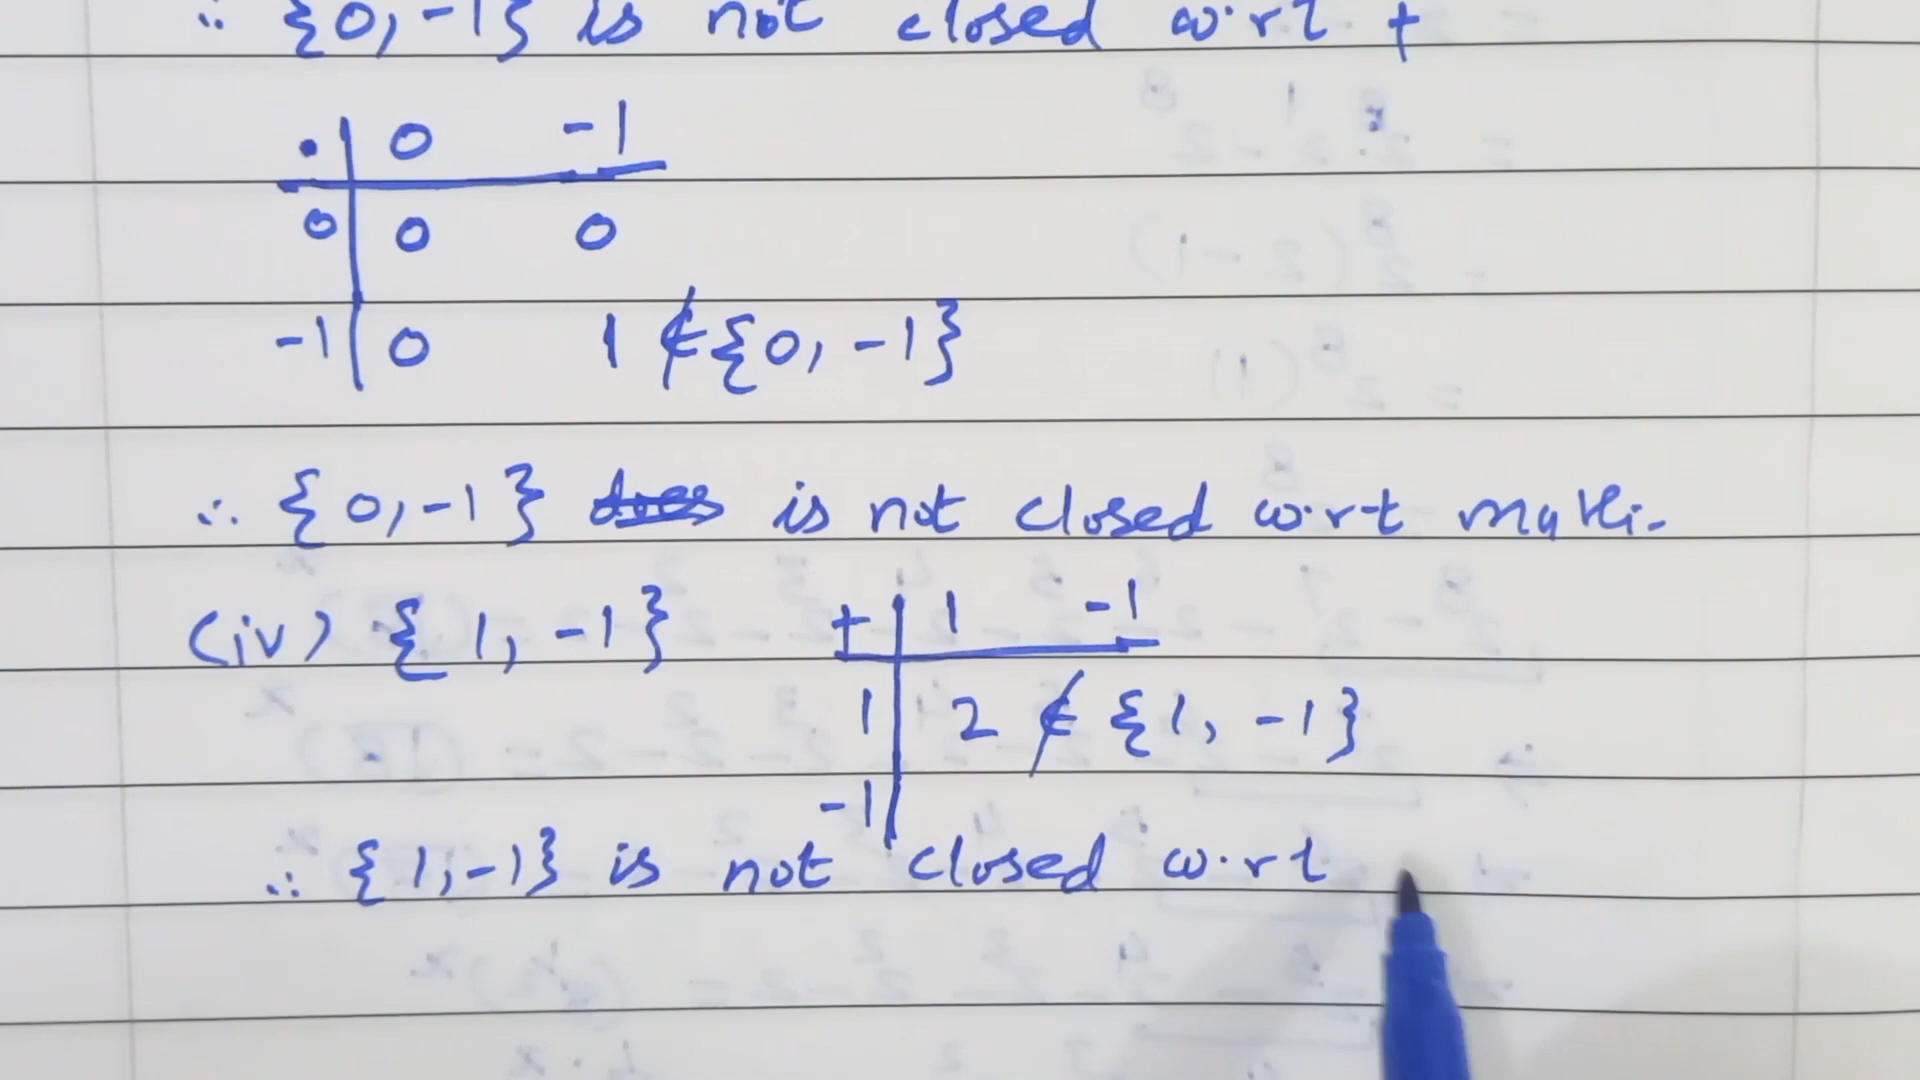 ∴ {0, -1} is not closed w.r.t +
· | 0 -1
0 | 0 0
-1 | 0 1 ∉ {0, -1}
∴ {0, -1} is not closed w.r.t multi.
(iv) {1, -1} + | 1 -1
1 | 2 ∉ {1, -1}
-1 |
∴ {1, -1} is not closed w.r.t